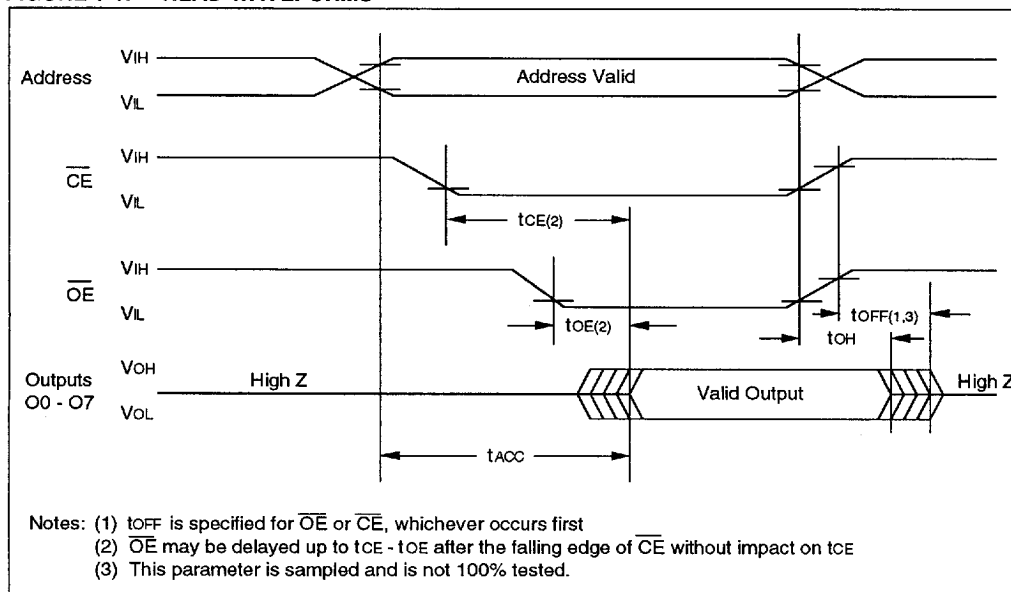 Address VIH Address Valid
VIL
CE VIH
VIL
tCE(2)
OE VIH
VIL
tOE(2) tOFF(1,3)
tOH
Outputs O0 - O7 VOH High Z Valid Output High Z
VOL
tACC
Notes: (1) tOFF is specified for OE or CE, whichever occurs first
(2) OE may be delayed up to tCE - tOE after the falling edge of CE without impact on tCE
(3) This parameter is sampled and is not 100% tested.